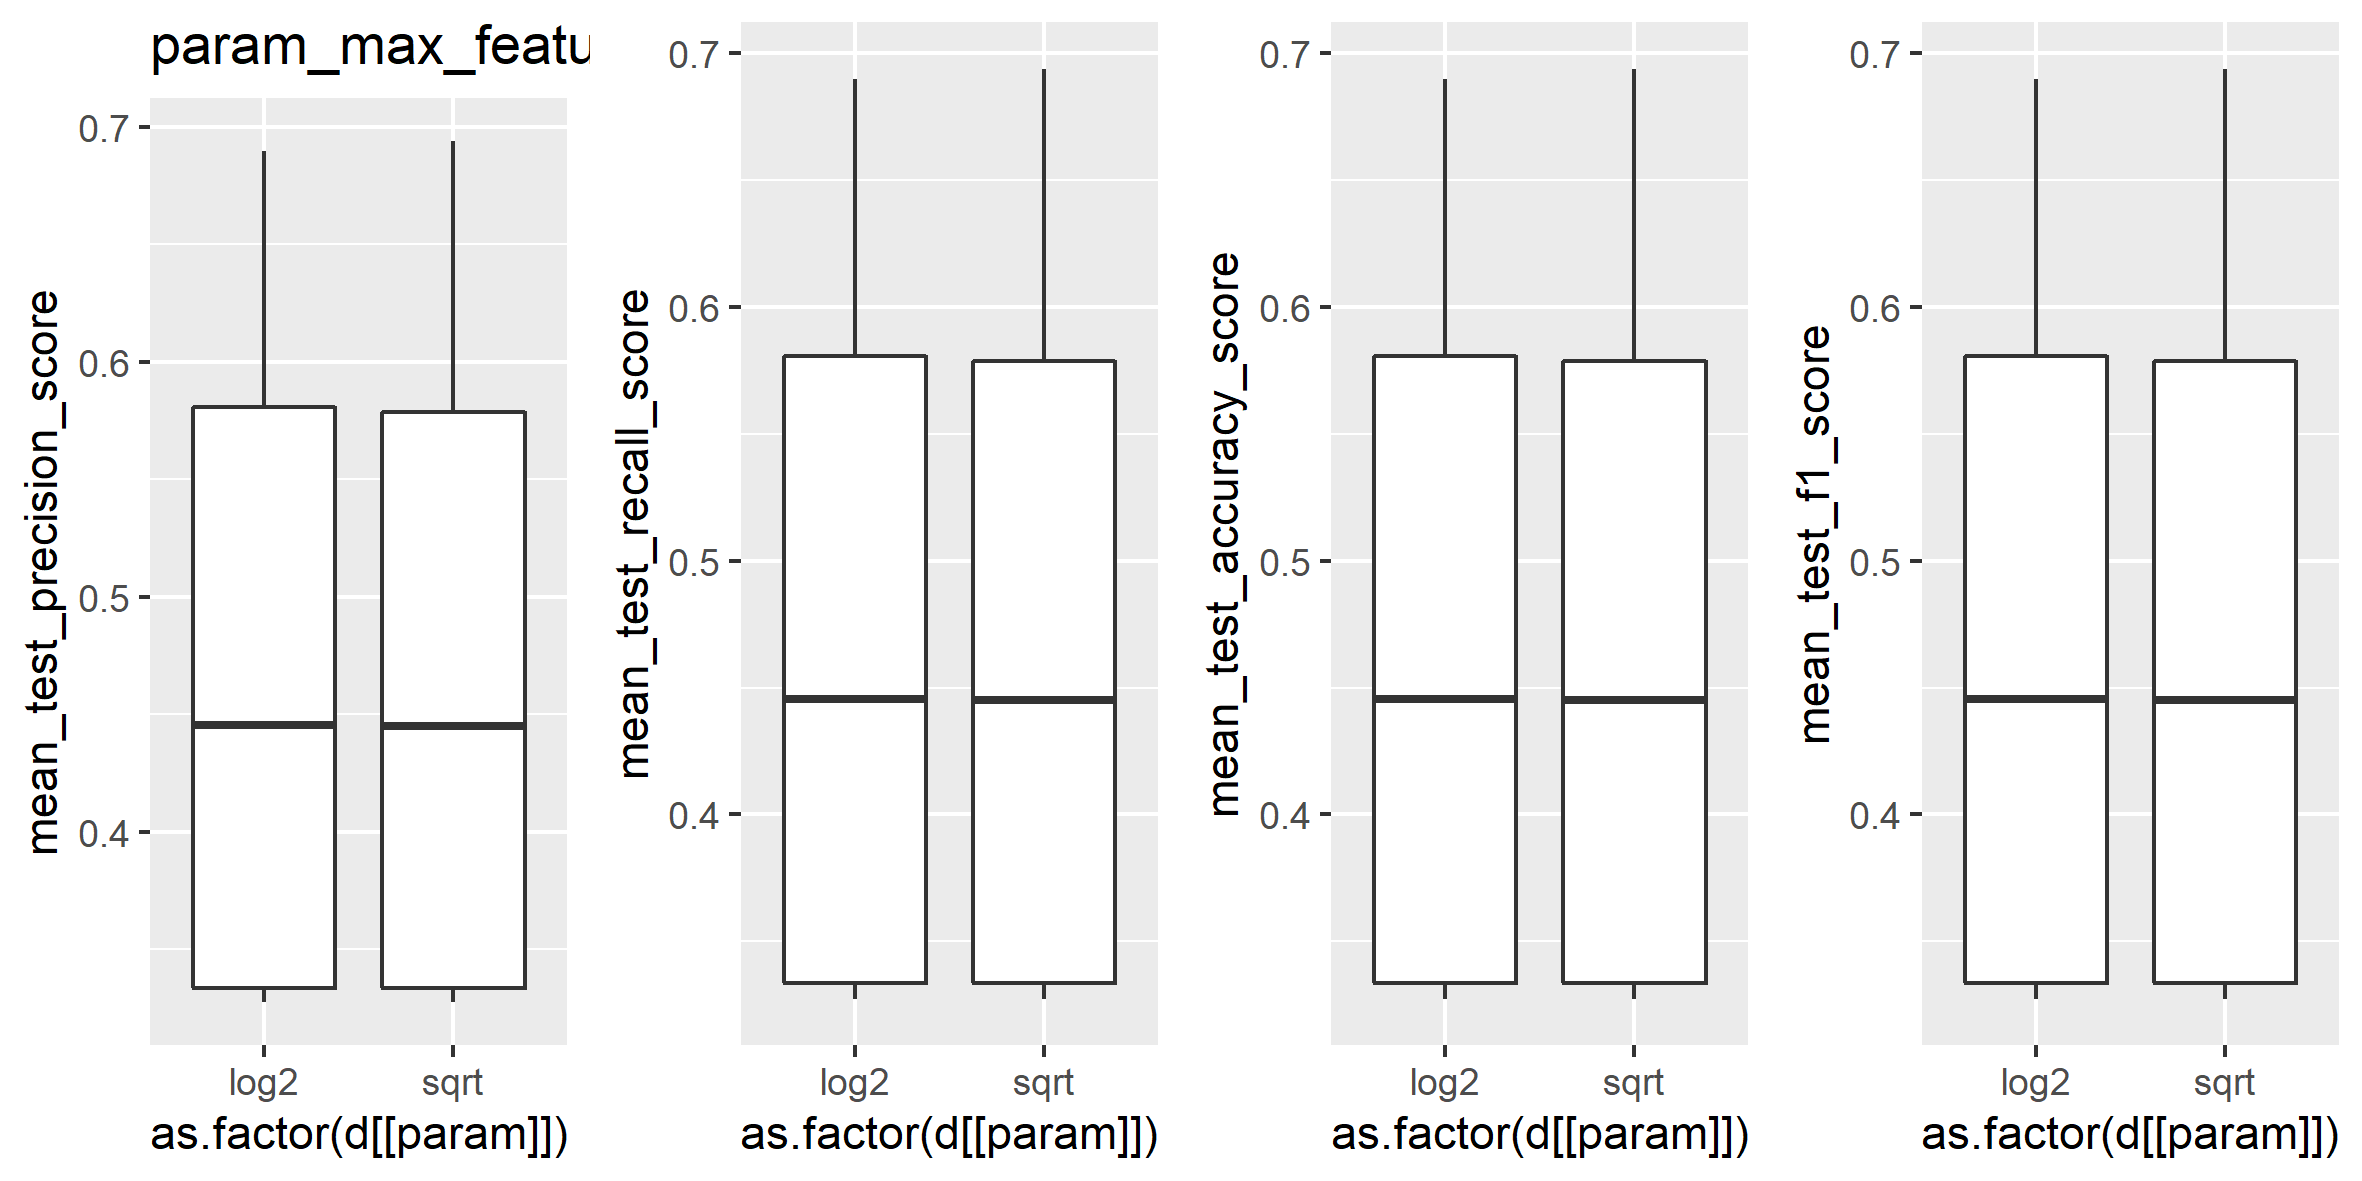 param_max_featu
mean_test_precision_score
0.7
0.6
0.5
0.4
log2 sqrt
as.factor(d[[param]])
mean_test_recall_score
0.7
0.6
0.5
0.4
log2 sqrt
as.factor(d[[param]])
mean_test_accuracy_score
0.7
0.6
0.5
0.4
log2 sqrt
as.factor(d[[param]])
mean_test_f1_score
0.7
0.6
0.5
0.4
log2 sqrt
as.factor(d[[param]])